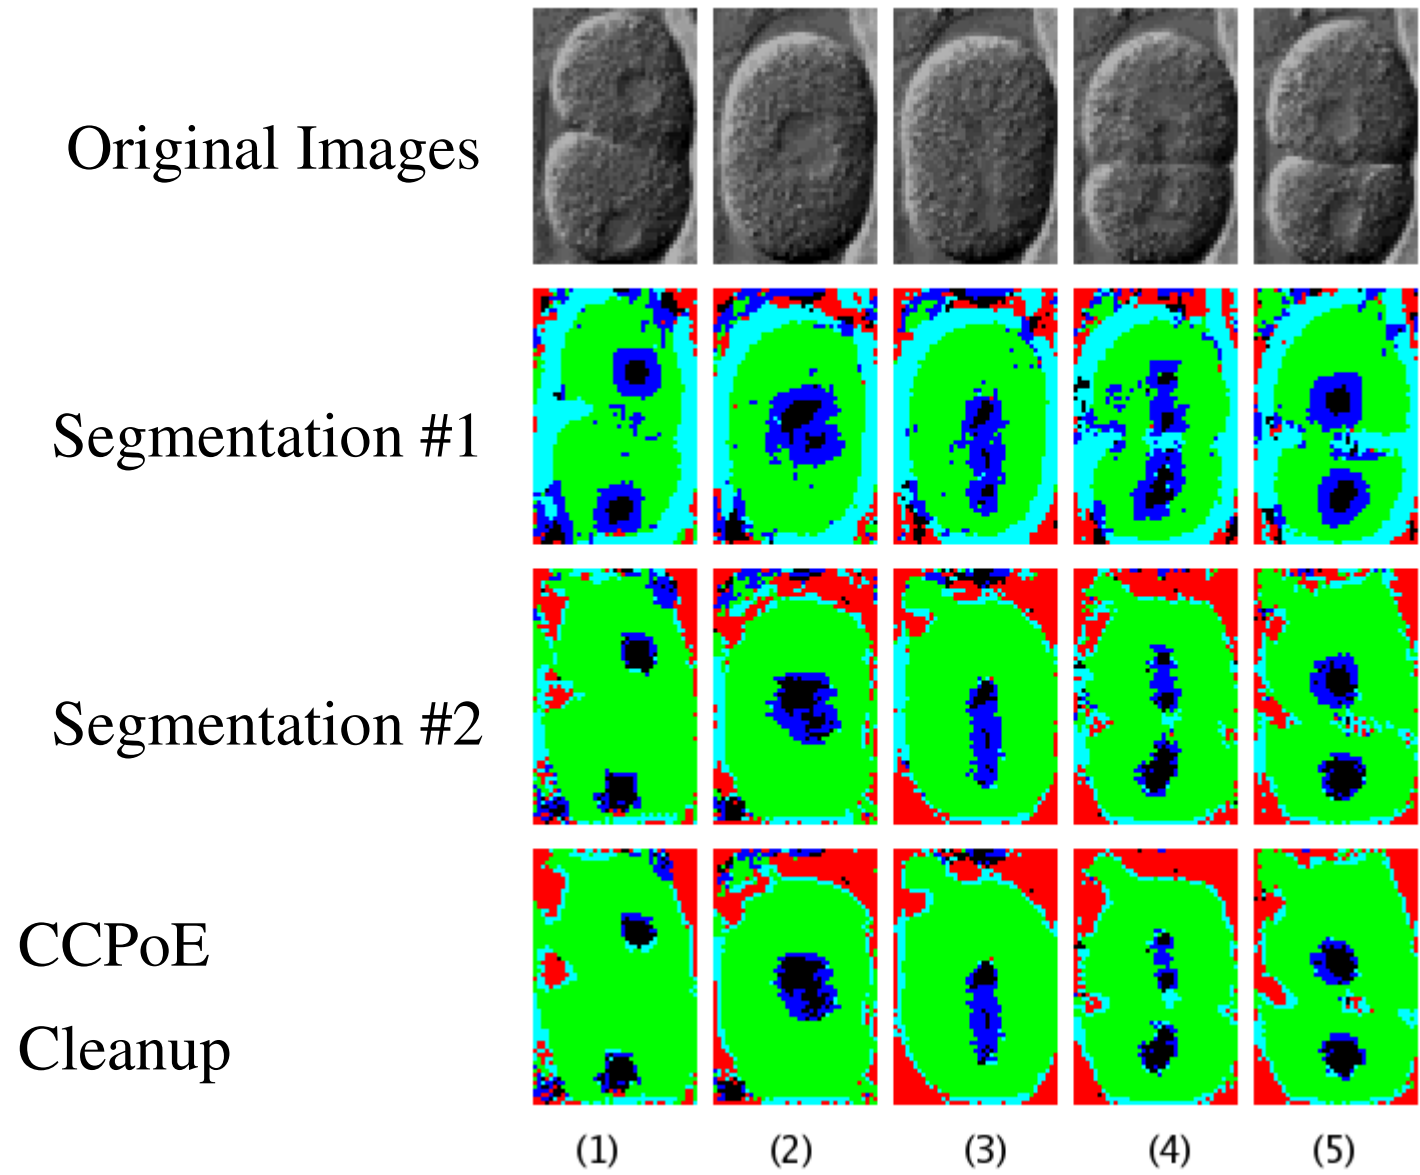 Original Images
Segmentation #1
Segmentation #2
CCPoE
Cleanup
(1) (2) (3) (4) (5)